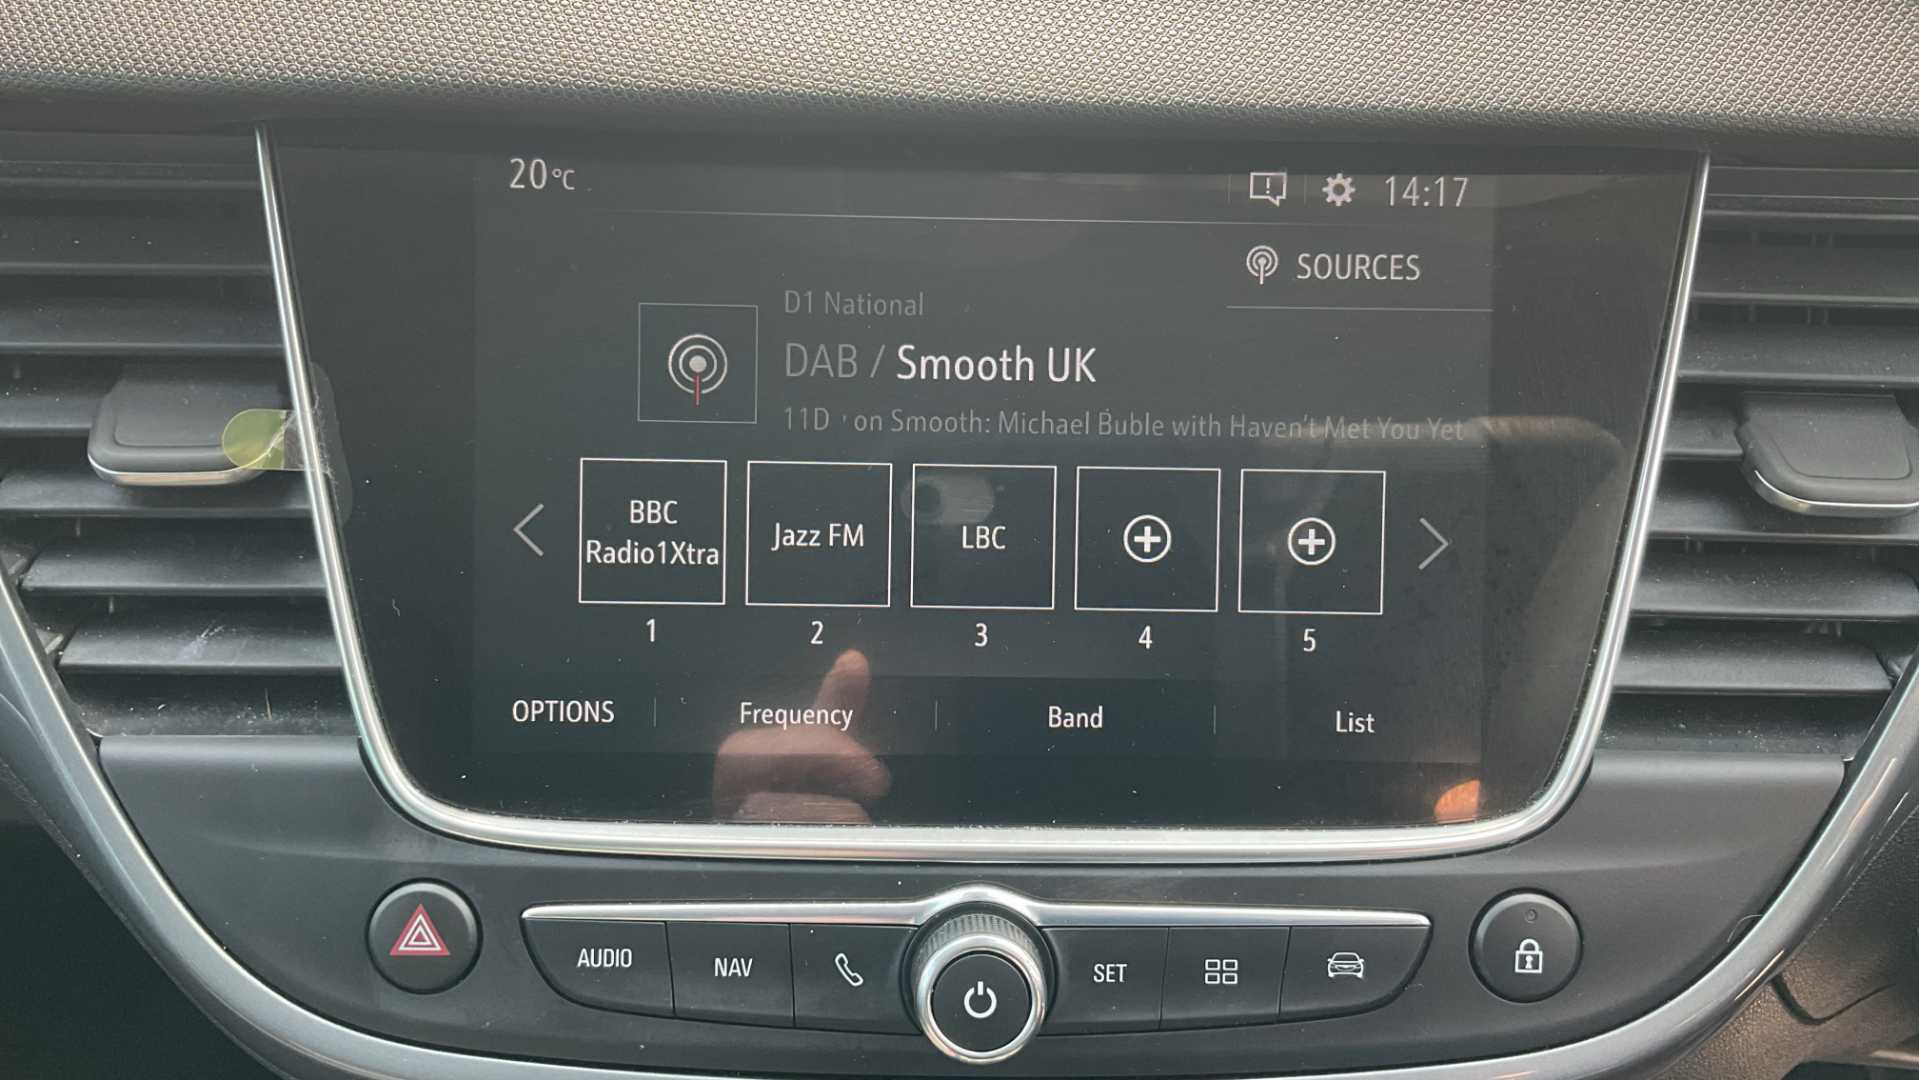 20°C
14:17
SOURCES
D1 National
DAB / Smooth UK
11D on Smooth: Michael Buble with Haven't Met You Yet
BBC
Radio1Xtra
Jazz FM
LBC
1
2
3
4
5
OPTIONS
Frequency
Band
List
AUDIO
NAV
SET